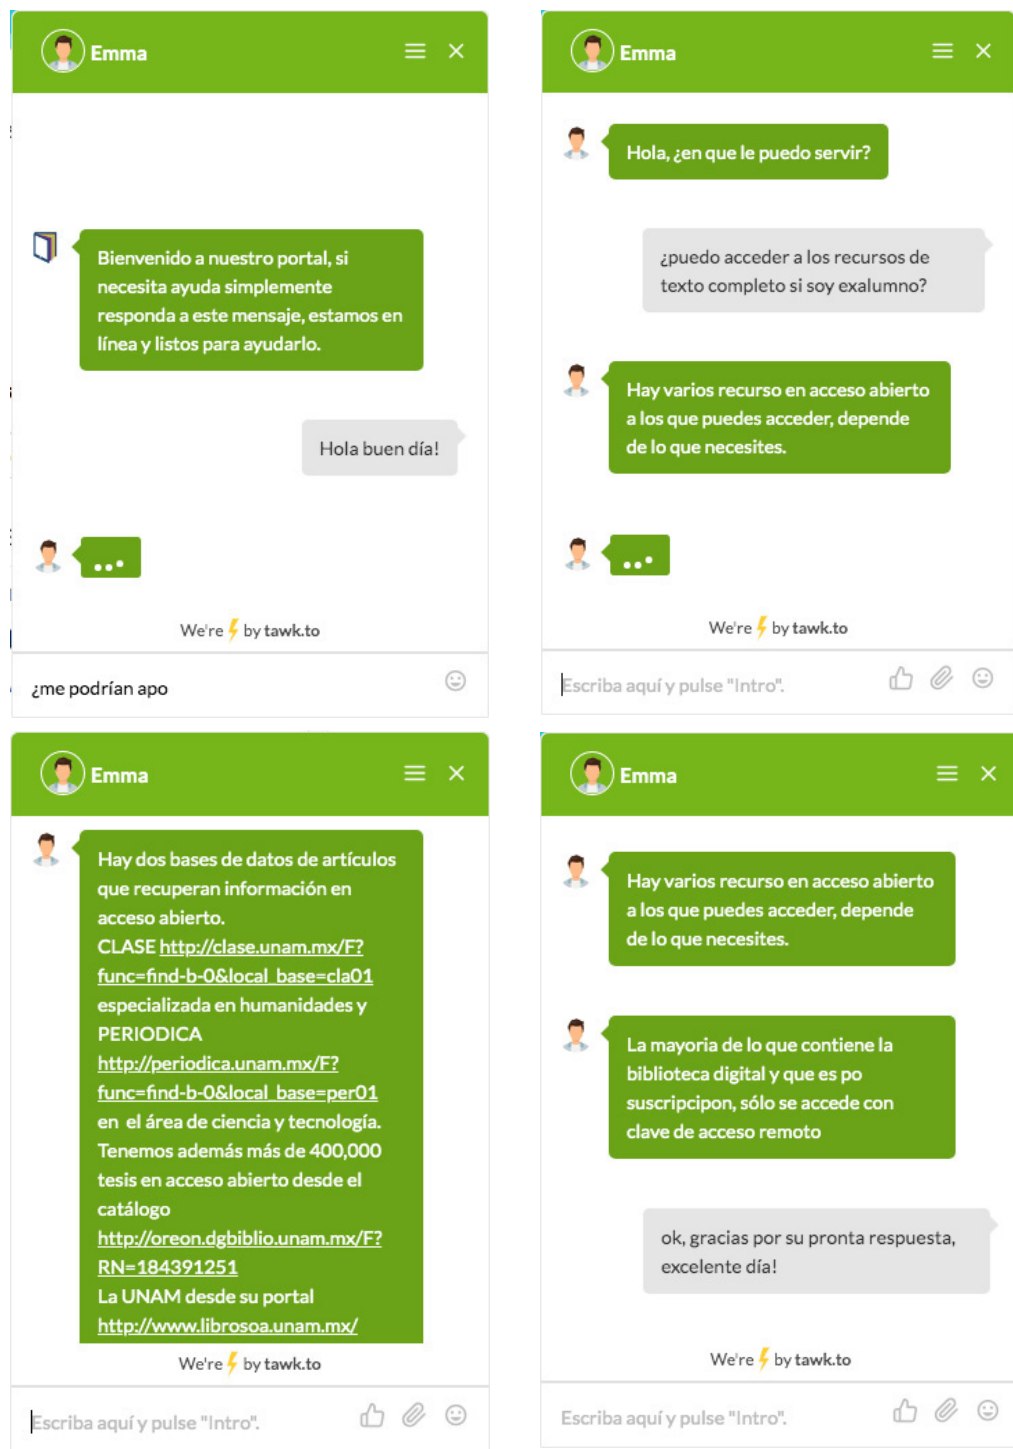 Emma
Bienvenido a nuestro portal, si
necesita ayuda simplemente
responda a este mensaje, estamos en
línea y listos para ayudarlo.
Hola buen día!
We're by tawk.to
¿me podrían apo
Emma
Hola, ¿en que le puedo servir?
¿puedo acceder a los recursos de
texto completo si soy exalumno?
Hay varios recurso en acceso abierto
a los que puedes acceder, depende
de lo que necesites.
We're by tawk.to
Escriba aquí y pulse "Intro".
Emma
Hay dos bases de datos de artículos
que recuperan información en
acceso abierto.
CLASE http://clase.unam.mx/F?
func=find-b-0&local_base=cla01
especializada en humanidades y
PERIODICA
http://periodica.unam.mx/F?
func=find-b-0&local_base=per01
en el área de ciencia y tecnología.
Tenemos además más de 400,000
tesis en acceso abierto desde el
catálogo
http://oreon.dgbiblio.unam.mx/F?
RN=184391251
La UNAM desde su portal
http://www.librosoa.unam.mx/
We're by tawk.to
Escriba aquí y pulse "Intro".
Emma
Hay varios recurso en acceso abierto
a los que puedes acceder, depende
de lo que necesites.
La mayoria de lo que contiene la
biblioteca digital y que es po
suscripcipon, sólo se accede con
clave de acceso remoto
ok, gracias por su pronta respuesta,
excelente día!
We're by tawk.to
Escriba aquí y pulse "Intro".